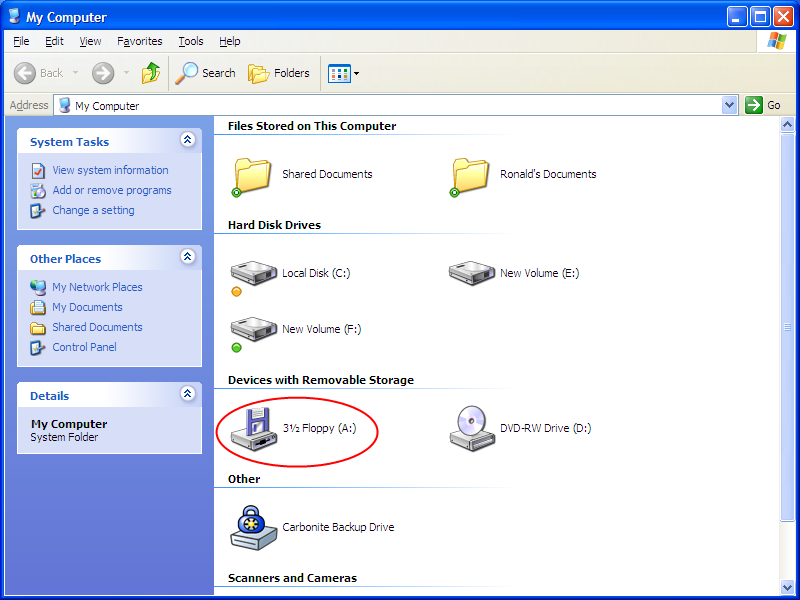 My Computer
File Edit View Favorites Tools Help
Back Search Folders
Address My Computer Go
System Tasks
View system information
Add or remove programs
Change a setting
Other Places
My Network Places
My Documents
Shared Documents
Control Panel
Details
My Computer
System Folder
Files Stored on This Computer
Shared Documents Ronald's Documents
Hard Disk Drives
Local Disk (C:) New Volume (E:)
New Volume (F:)
Devices with Removable Storage
3½ Floppy (A:) DVD-RW Drive (D:)
Other
Carbonite Backup Drive
Scanners and Cameras